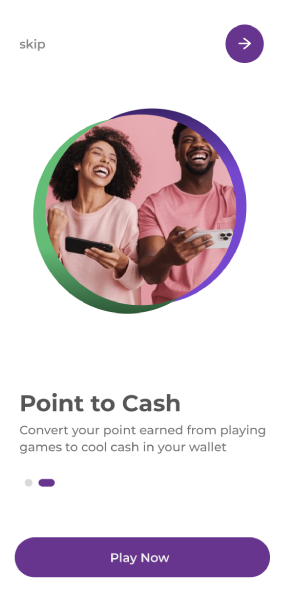 skip
Point to Cash
Convert your point earned from playing
games to cool cash in your wallet
Play Now